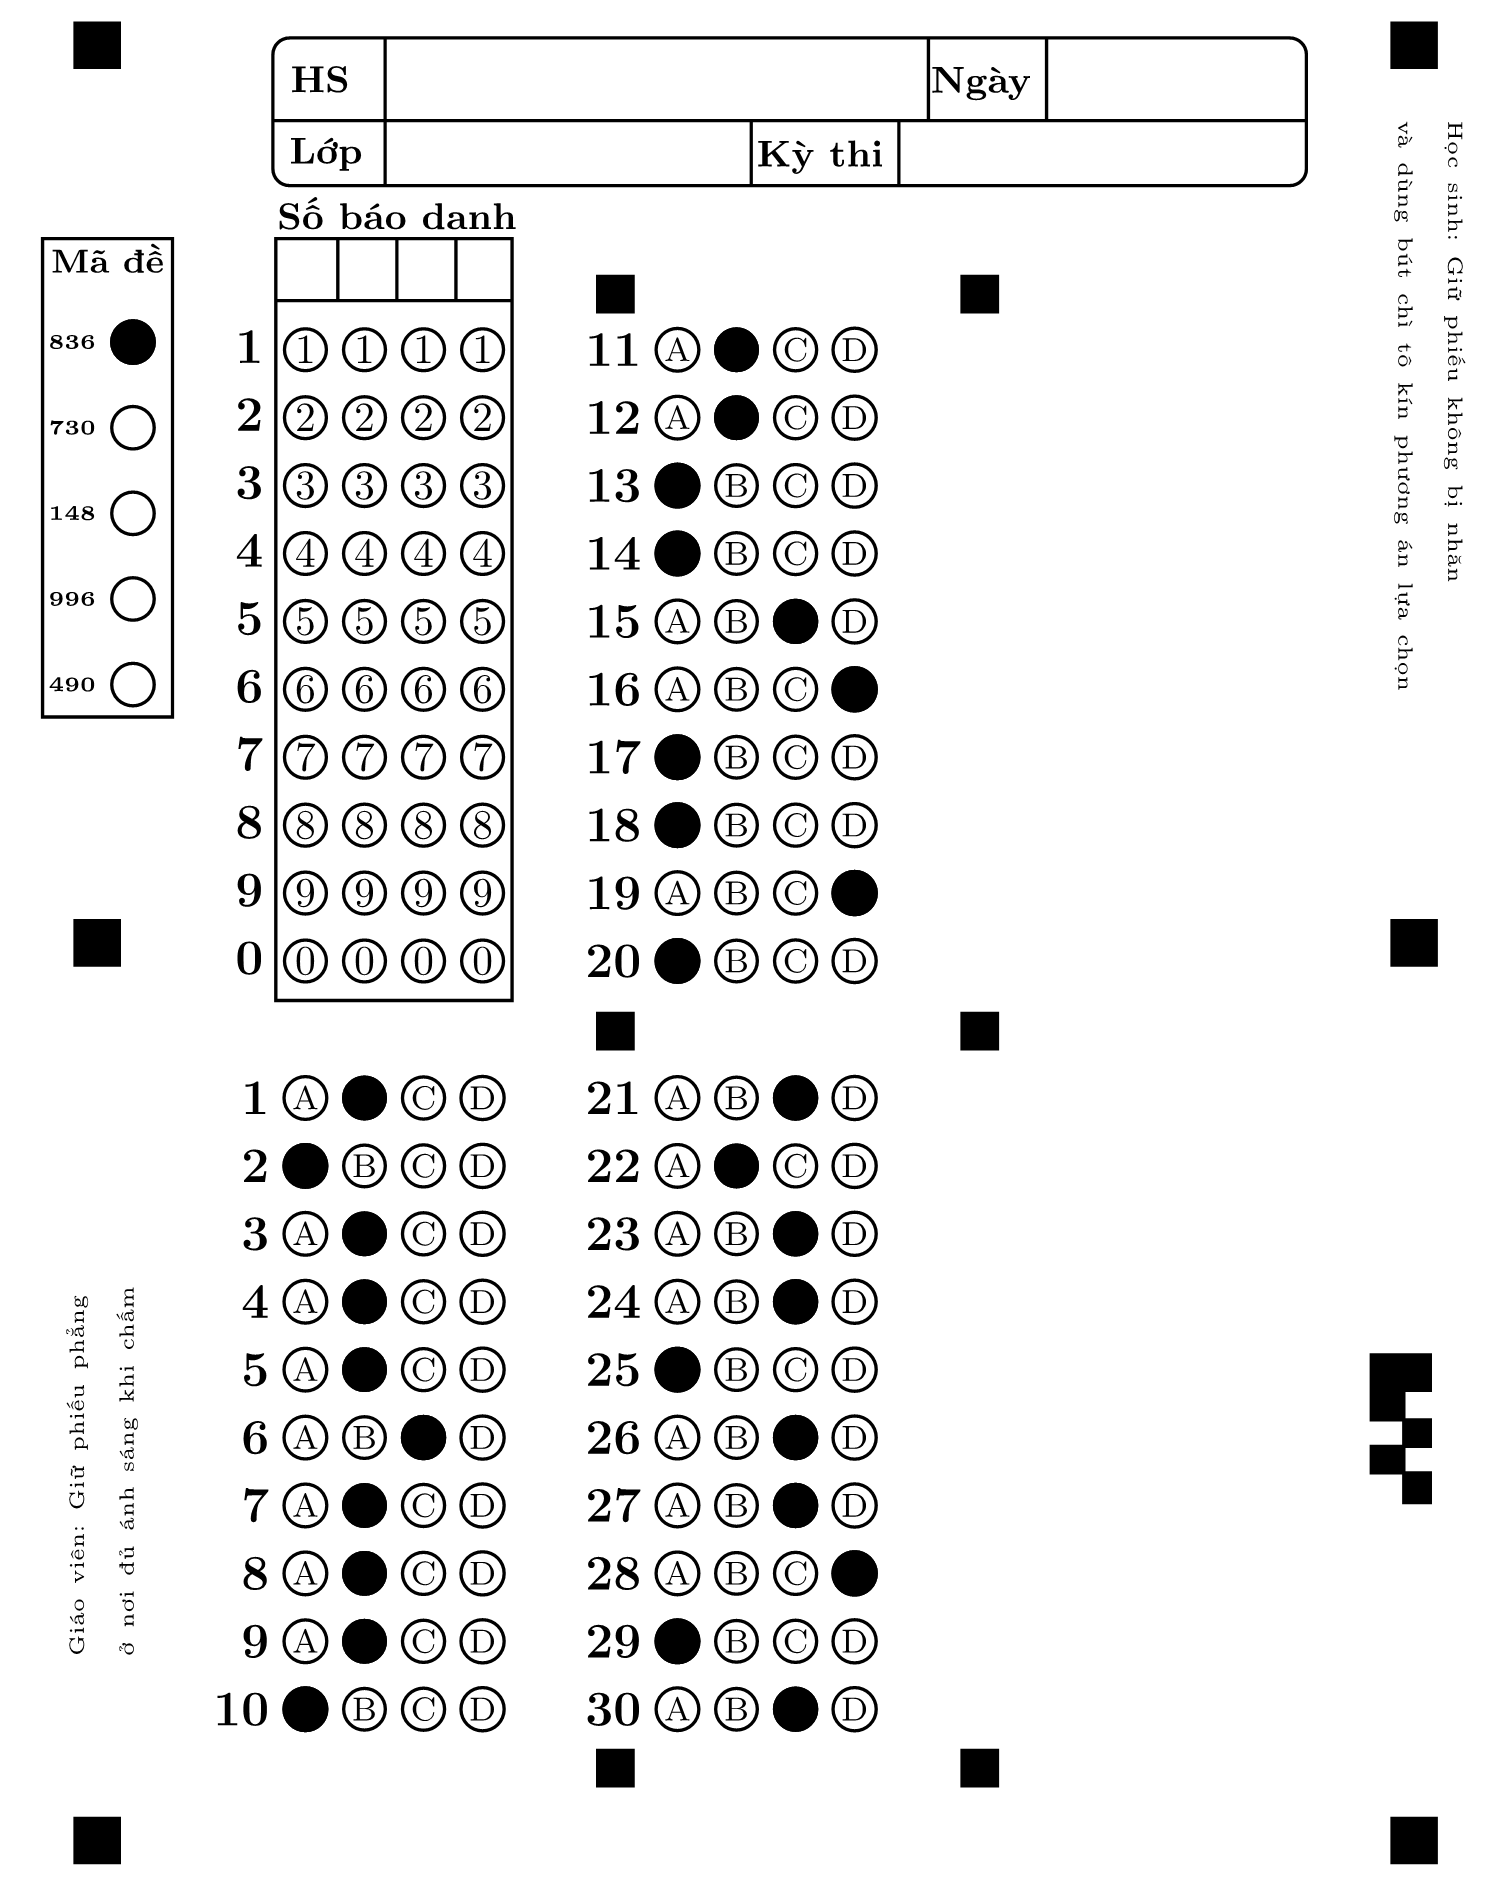 HS Ngày
Lớp Kỳ thi
Số báo danh
Mã đề
836
730
148
996
490
1 1 1 1 1
2 2 2 2 2
3 3 3 3 3
4 4 4 4 4
5 5 5 5 5
6 6 6 6 6
7 7 7 7 7
8 8 8 8 8
9 9 9 9 9
0 0 0 0 0
11 A C D
12 A C D
13 B C D
14 B C D
15 A B D
16 A B C
17 B C D
18 B C D
19 A B C
20 B C D
1 A C D
2 B C D
3 A C D
4 A C D
5 A C D
6 A B D
7 A C D
8 A C D
9 A C D
10 B C D
21 A B D
22 A C D
23 A B D
24 A B D
25 B C D
26 A B D
27 A B D
28 A B C
29 B C D
30 A B D
Học sinh: Giữ phiếu không bị nhăn
và dùng bút chì tô kín phương án lựa chọn
Giáo viên: Giữ phiếu phẳng
ở nơi đủ ánh sáng khi chấm